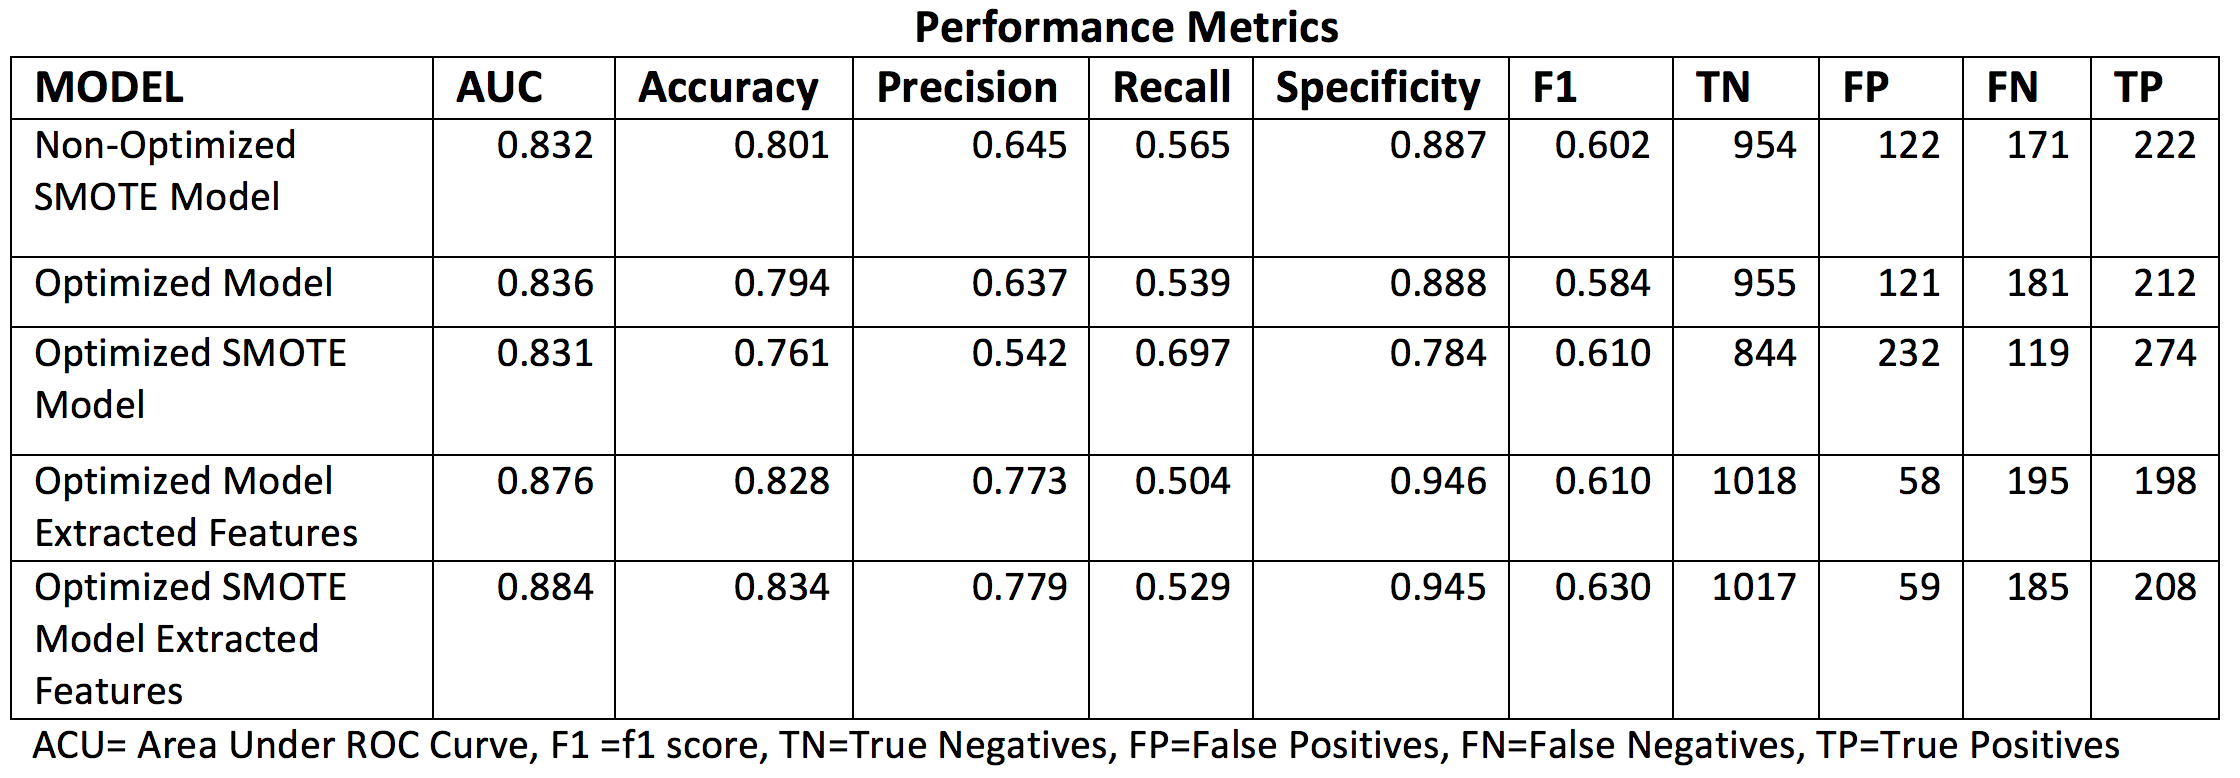 Performance Metrics
MODEL AUC Accuracy Precision Recall Specificity F1 TN FP FN TP
Non-Optimized 0.832 0.801 0.645 0.565 0.887 0.602 954 122 171 222
SMOTE Model
Optimized Model 0.836 0.794 0.637 0.539 0.888 0.584 955 121 181 212
Optimized SMOTE 0.831 0.761 0.542 0.697 0.784 0.610 844 232 119 274
Model
Optimized Model 0.876 0.828 0.773 0.504 0.946 0.610 1018 58 195 198
Extracted Features
Optimized SMOTE 0.884 0.834 0.779 0.529 0.945 0.630 1017 59 185 208
Model Extracted
Features
ACU= Area Under ROC Curve, F1 =f1 score, TN=True Negatives, FP=False Positives, FN=False Negatives, TP=True Positives